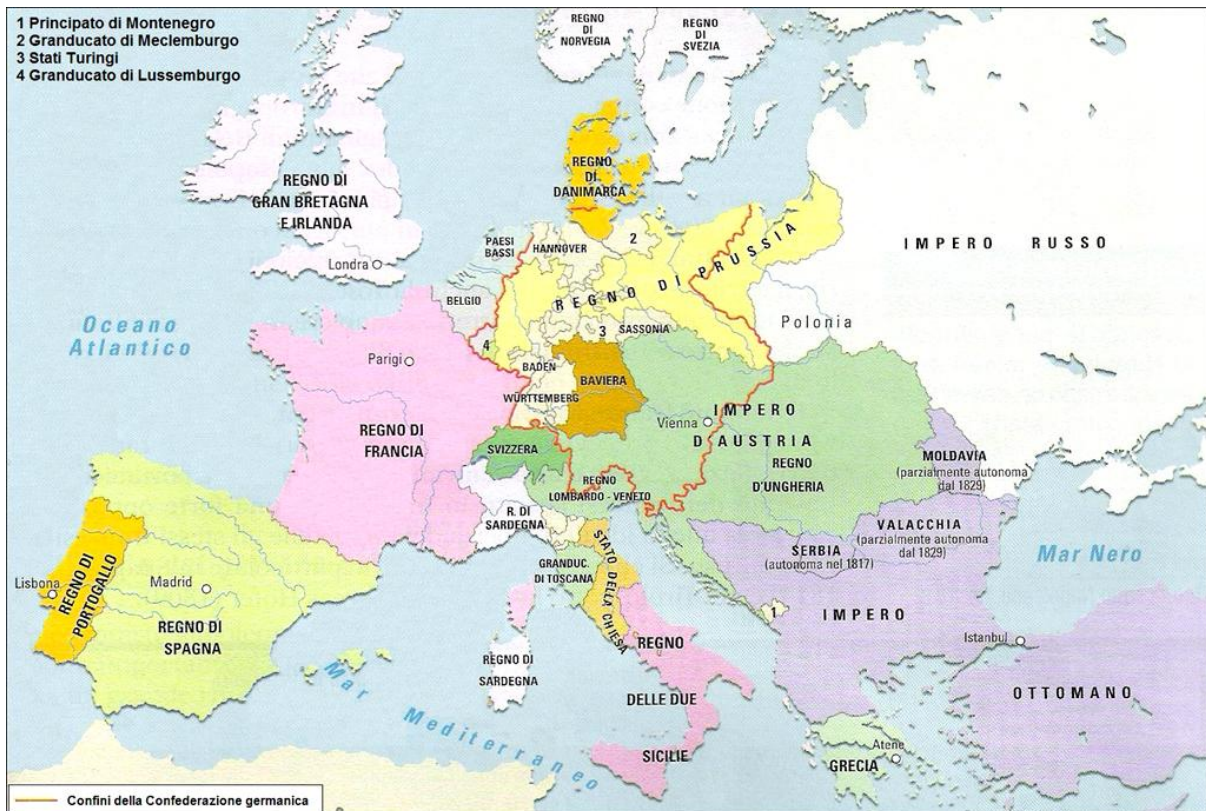 1 Principato di Montenegro
2 Granducato di Meclemburgo
3 Stati Turingi
4 Granducato di Lussemburgo
REGNO
DI
NORVEGIA
REGNO
DI
SVEZIA
REGNO
DI
DANIMARCA
REGNO DI
GRAN BRETAGNA
E IRLANDA
Londra
PAESI
BASSI
HANNOVER
2
REGNO DI PRUSSIA
IMPERO RUSSO
BELGIO
Oceano
Atlantico
4
3
SASSONIA
Polonia
Parigi
BADEN
BAVIERA
WÜRTTEMBERG
REGNO DI
FRANCIA
Vienna
IMPERO
D'AUSTRIA
REGNO
D'UNGHERIA
SVIZZERA
MOLDAVIA
(parzialmente autonoma
dal 1829)
REGNO
LOMBARDO - VENETO
R. DI
SARDEGNA
VALACCHIA
(parzialmente autonoma
dal 1829)
SERBIA
(autonoma nel 1817)
Mar Nero
GRANDUC.
DI TOSCANA
STATO DELLA CHIESA
Lisbona
REGNO DI
PORTOGALLO
Madrid
REGNO DI
SPAGNA
1
IMPERO
Istanbul
OTTOMANO
REGNO
DELLE DUE
SICILIE
REGNO DI
SARDEGNA
Mar Mediterraneo
Atene
GRECIA
Confini della Confederazione germanica